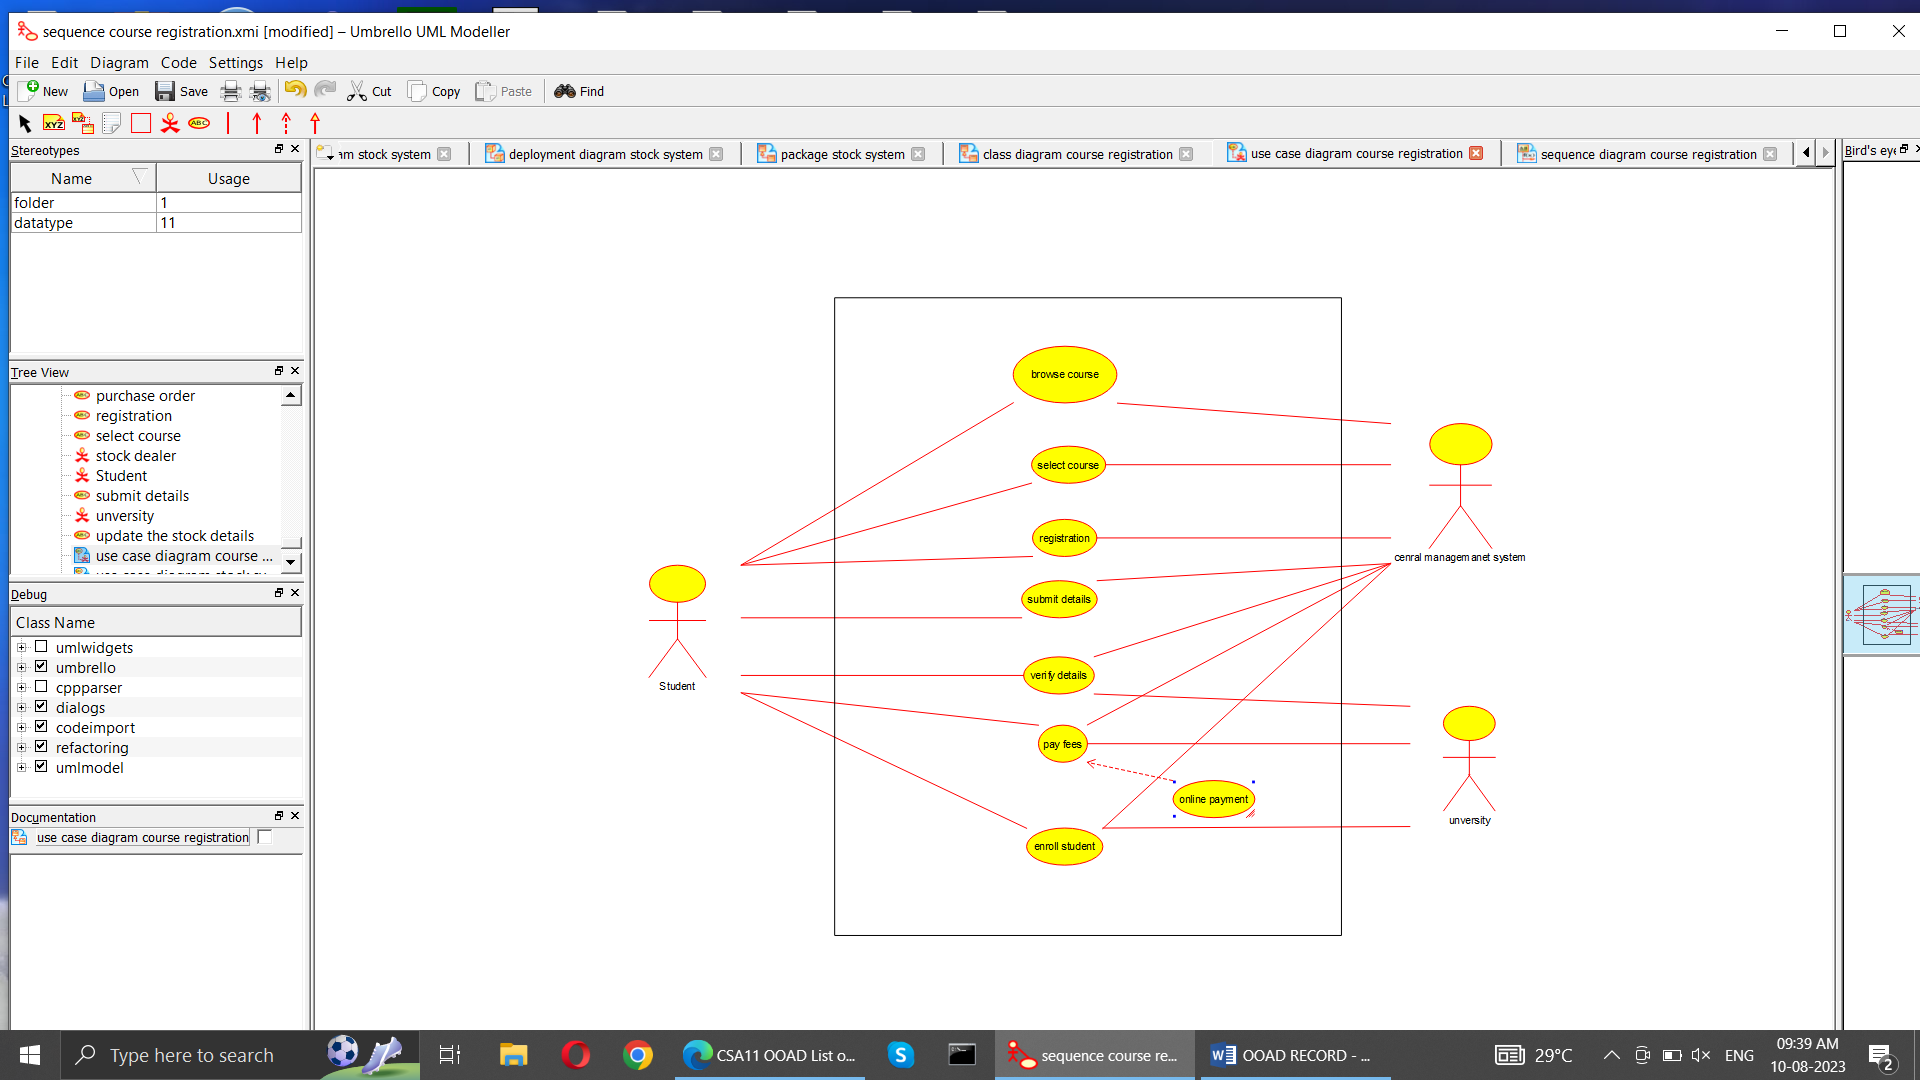 sequence course registration.xmi [modified] – Umbrello UML Modeller
File Edit Diagram Code Settings Help
New Open Save Cut Copy Paste Find
XYZ XYZ ABC
Stereotypes
am stock system
deployment diagram stock system
package stock system
class diagram course registration
use case diagram course registration
sequence diagram course registration
Bird's eye
Name Usage
folder 1
datatype 11
Tree View
purchase order
registration
select course
stock dealer
Student
submit details
unversity
update the stock details
use case diagram course ...
Debug
Class Name
umlwidgets
umbrello
cppparser
dialogs
codeimport
refactoring
umlmodel
Documentation
use case diagram course registration
browse course
select course
registration
submit details
verify details
pay fees
online payment
enroll student
Student
cenral managemanet system
unversity
Type here to search
CSA11 OOAD List o...
sequence course re...
OOAD RECORD - ...
29°C
ENG
09:39 AM
10-08-2023
2